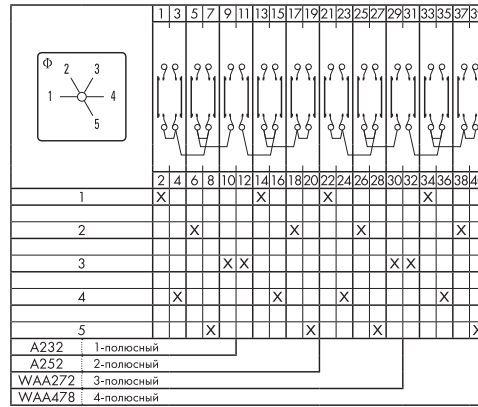 1 3 5 7 9 11 13 15 17 19 21 23 25 27 29 31 33 35 37
Φ
2 3
1 4
5
2 4 6 8 10 12 14 16 18 20 22 24 26 28 30 32 34 36 38
1 X X X X
2 X X X X
3 X X X X
4 X X X X
5 X X X
A232 1-полюсный
A252 2-полюсный
WAA272 3-полюсный
WAA478 4-полюсный